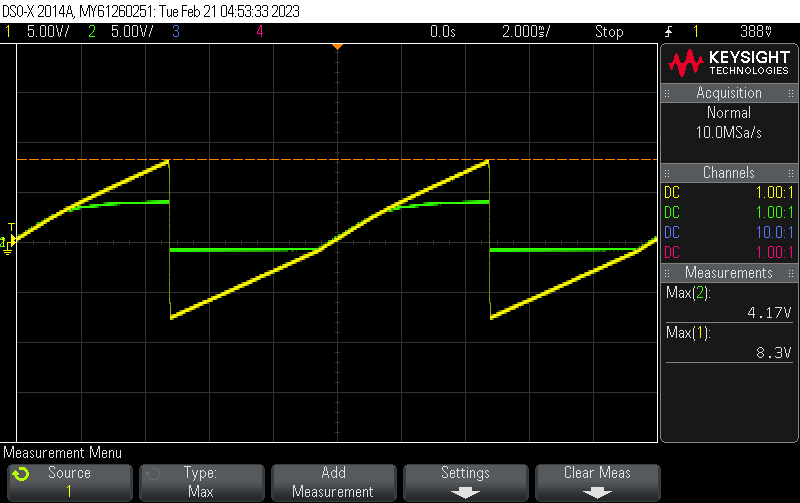 DSO-X 2014A, MY61260251: Tue Feb 21 04:53:33 2023
1 5.00V/ 2 5.00V/ 3 4 0.0s 2.000s/ Stop 1 388V
KEYSIGHT
TECHNOLOGIES
Acquisition
Normal
10.0MSa/s
Channels
DC 1.00:1
DC 1.00:1
DC 10.0:1
DC 1.00:1
Measurements
Max(2):
4.17V
Max(1):
8.3V
T
Measurement Menu
Source
1
Type:
Max
Add
Measurement
Settings
Clear Meas